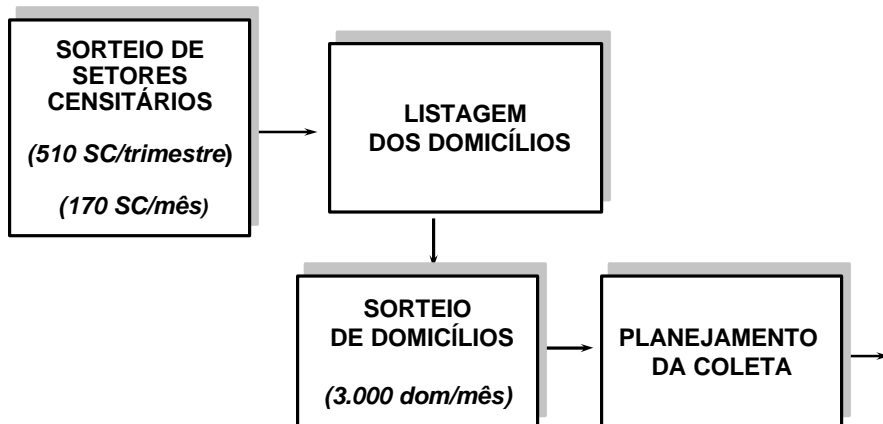 SORTEIO DE
SETORES
CENSITÁRIOS
(510 SC/trimestre)
(170 SC/mês)
LISTAGEM
DOS DOMICÍLIOS
SORTEIO
DE DOMICÍLIOS
(3.000 dom/mês)
PLANEJAMENTO
DA COLETA